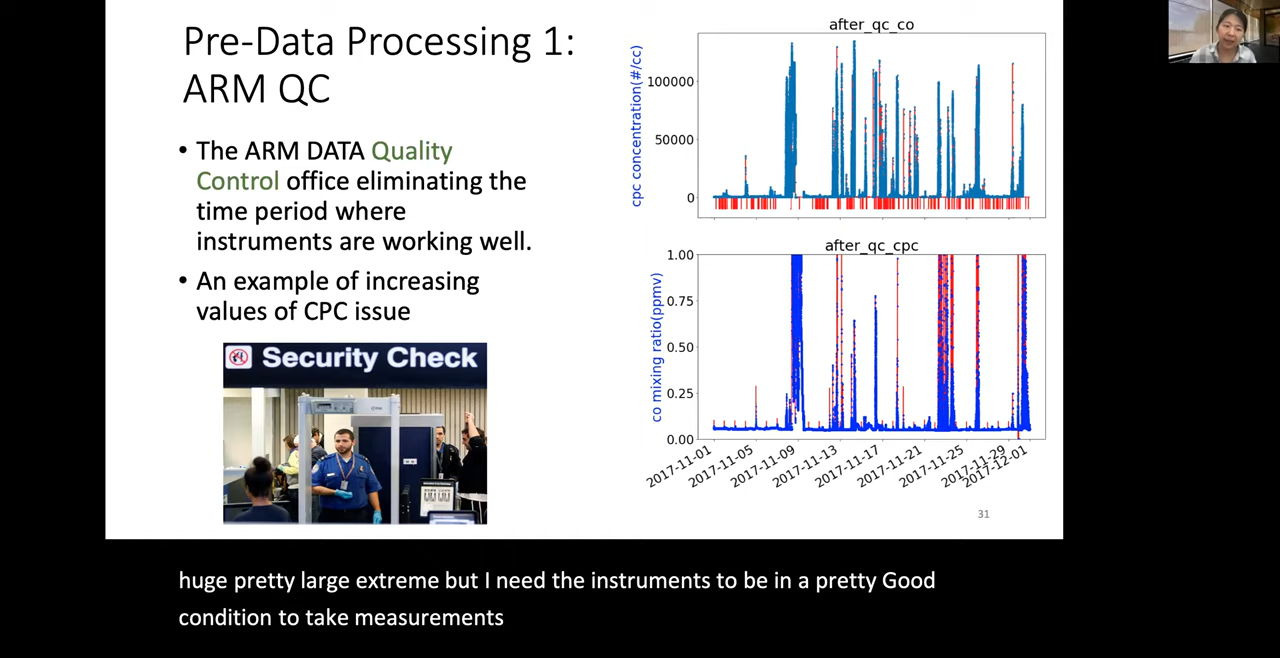 Pre-Data Processing 1:
ARM QC
• The ARM DATA Quality
Control office eliminating the
time period where
instruments are working well.
• An example of increasing
values of CPC issue
Security Check
after_qc_co
cpc concentration(#/cc)
100000
50000
0
after_qc_cpc
co mixing ratio(ppmv)
1.00
0.75
0.50
0.25
0.00
2017-11-01
2017-11-05
2017-11-09
2017-11-13
2017-11-17
2017-11-21
2017-11-25
2017-11-29
2017-12-01
31
huge pretty large extreme but I need the instruments to be in a pretty Good
condition to take measurements